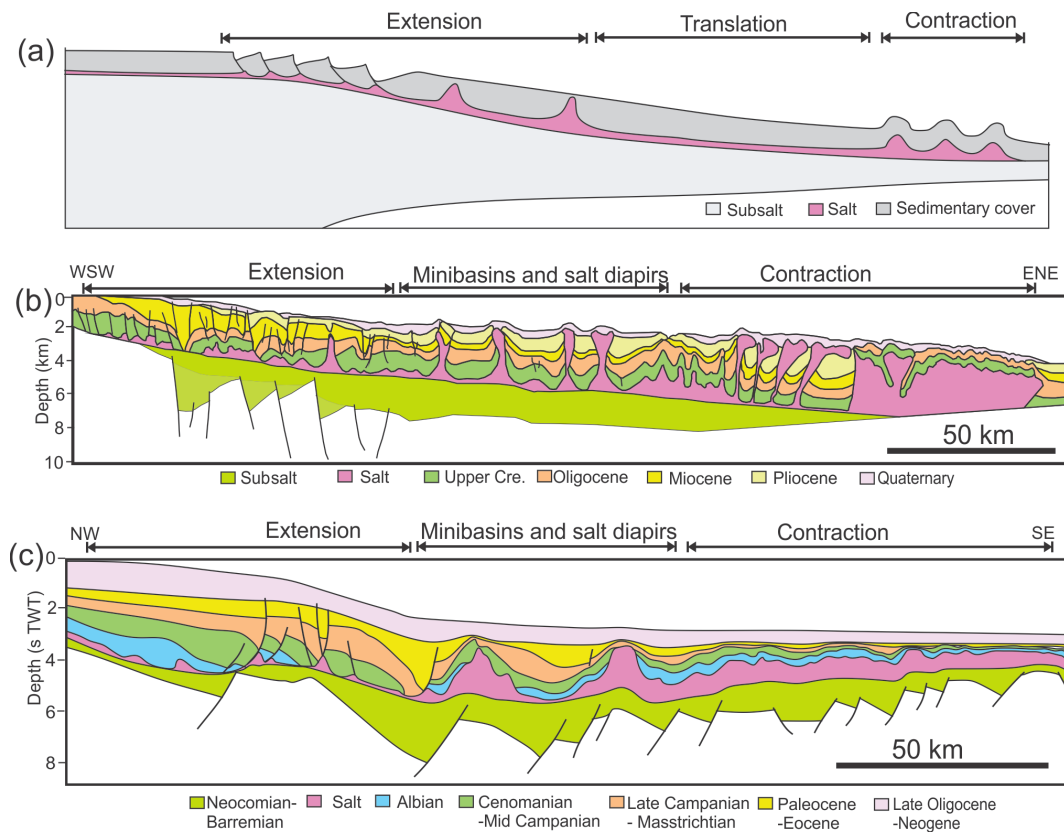 (a)
Extension Translation Contraction
Subsalt Salt Sedimentary cover
(b)
WSW Extension Minibasins and salt diapirs Contraction ENE
Depth (km)
0
2
4
6
8
10
50 km
Subsalt Salt Upper Cre. Oligocene Miocene Pliocene Quaternary
(c)
NW Extension Minibasins and salt diapirs Contraction SE
Depth (s TWT)
0
2
4
6
8
50 km
Neocomian- Salt Albian Cenomanian Late Campanian Paleocene Late Oligocene
Barremian -Mid Campanian - Masstrichtian -Eocene -Neogene